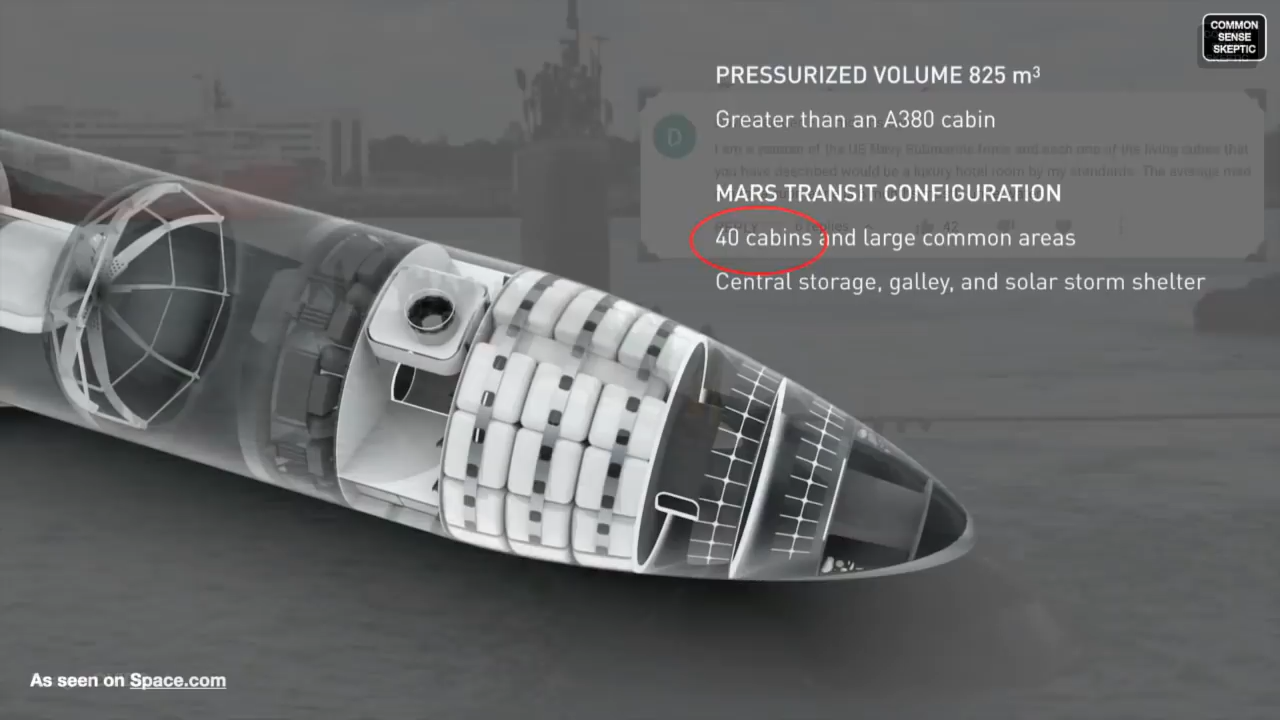 COMMON
SENSE
SKEPTIC
PRESSURIZED VOLUME 825 m³
Greater than an A380 cabin
D
I am a veteran of the US Navy Submarine force and each one of the living cubes that
you have described would be a luxury hotel room by my standards. The average man
MARS TRANSIT CONFIGURATION
replies
42
40 cabins and large common areas
Central storage, galley, and solar storm shelter
As seen on Space.com